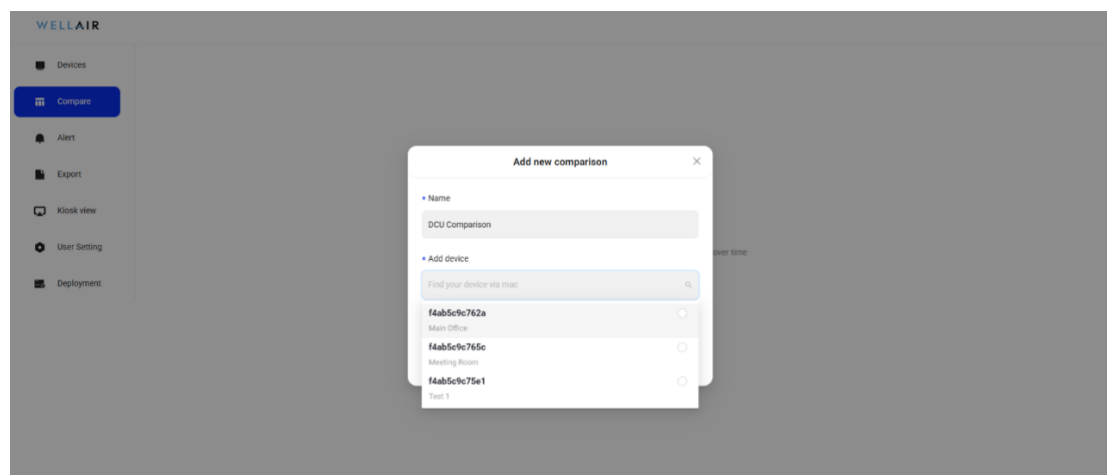 WELLAIR
Devices
Compare
Alert
Export
Kiosk view
User Setting
Deployment
Add new comparison
Name
DCU Comparison
over time
Add device
Find your device via mac
f4ab5c9c762a
Main Office
f4ab5c9c765c
Meeting Room
f4ab5c9c75e1
Test 1